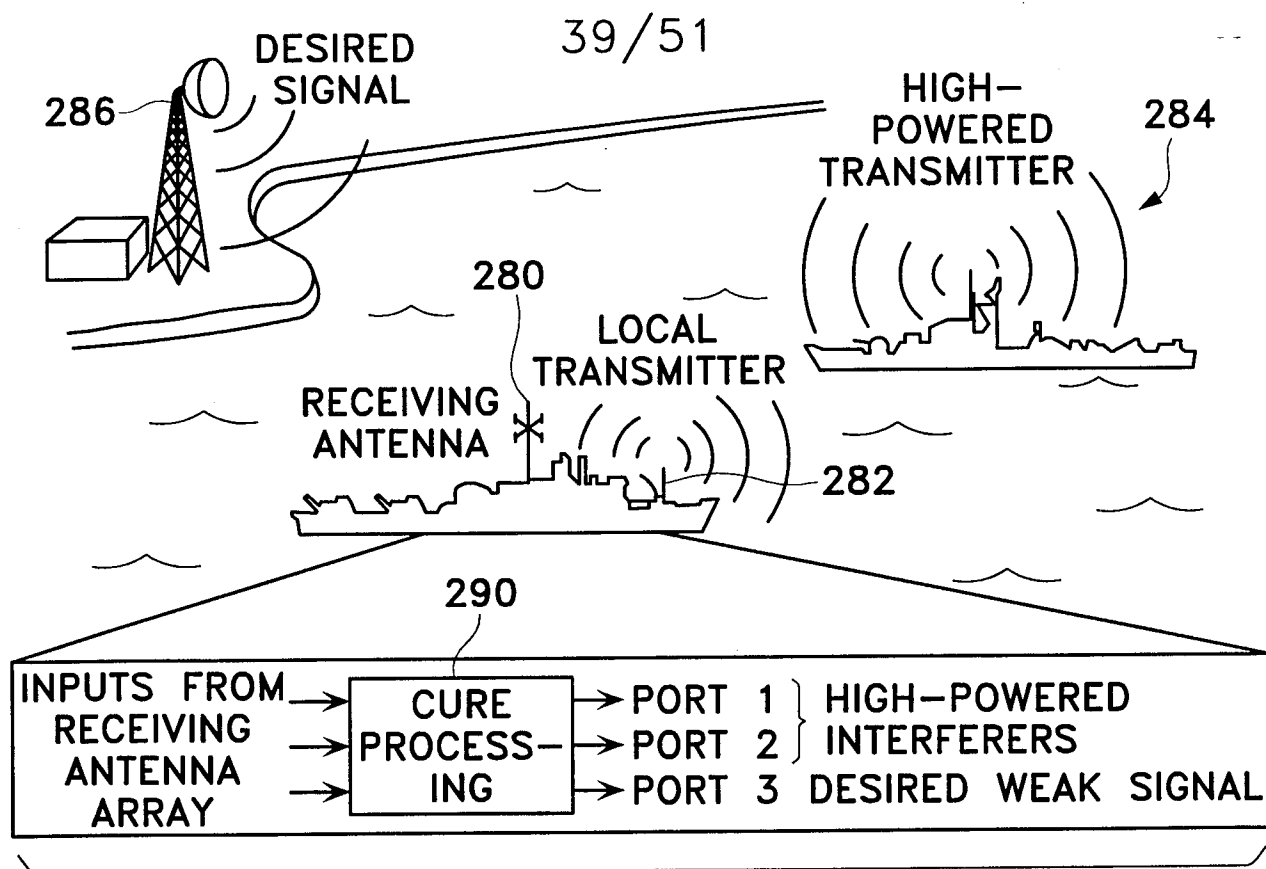 39/51
DESIRED
SIGNAL
286
HIGH-
POWERED
TRANSMITTER
284
280
LOCAL
TRANSMITTER
RECEIVING
ANTENNA
282
290
INPUTS FROM
RECEIVING
ANTENNA
ARRAY
CURE
PROCESS-
ING
PORT 1
PORT 2
HIGH-POWERED
INTERFERERS
PORT 3 DESIRED WEAK SIGNAL